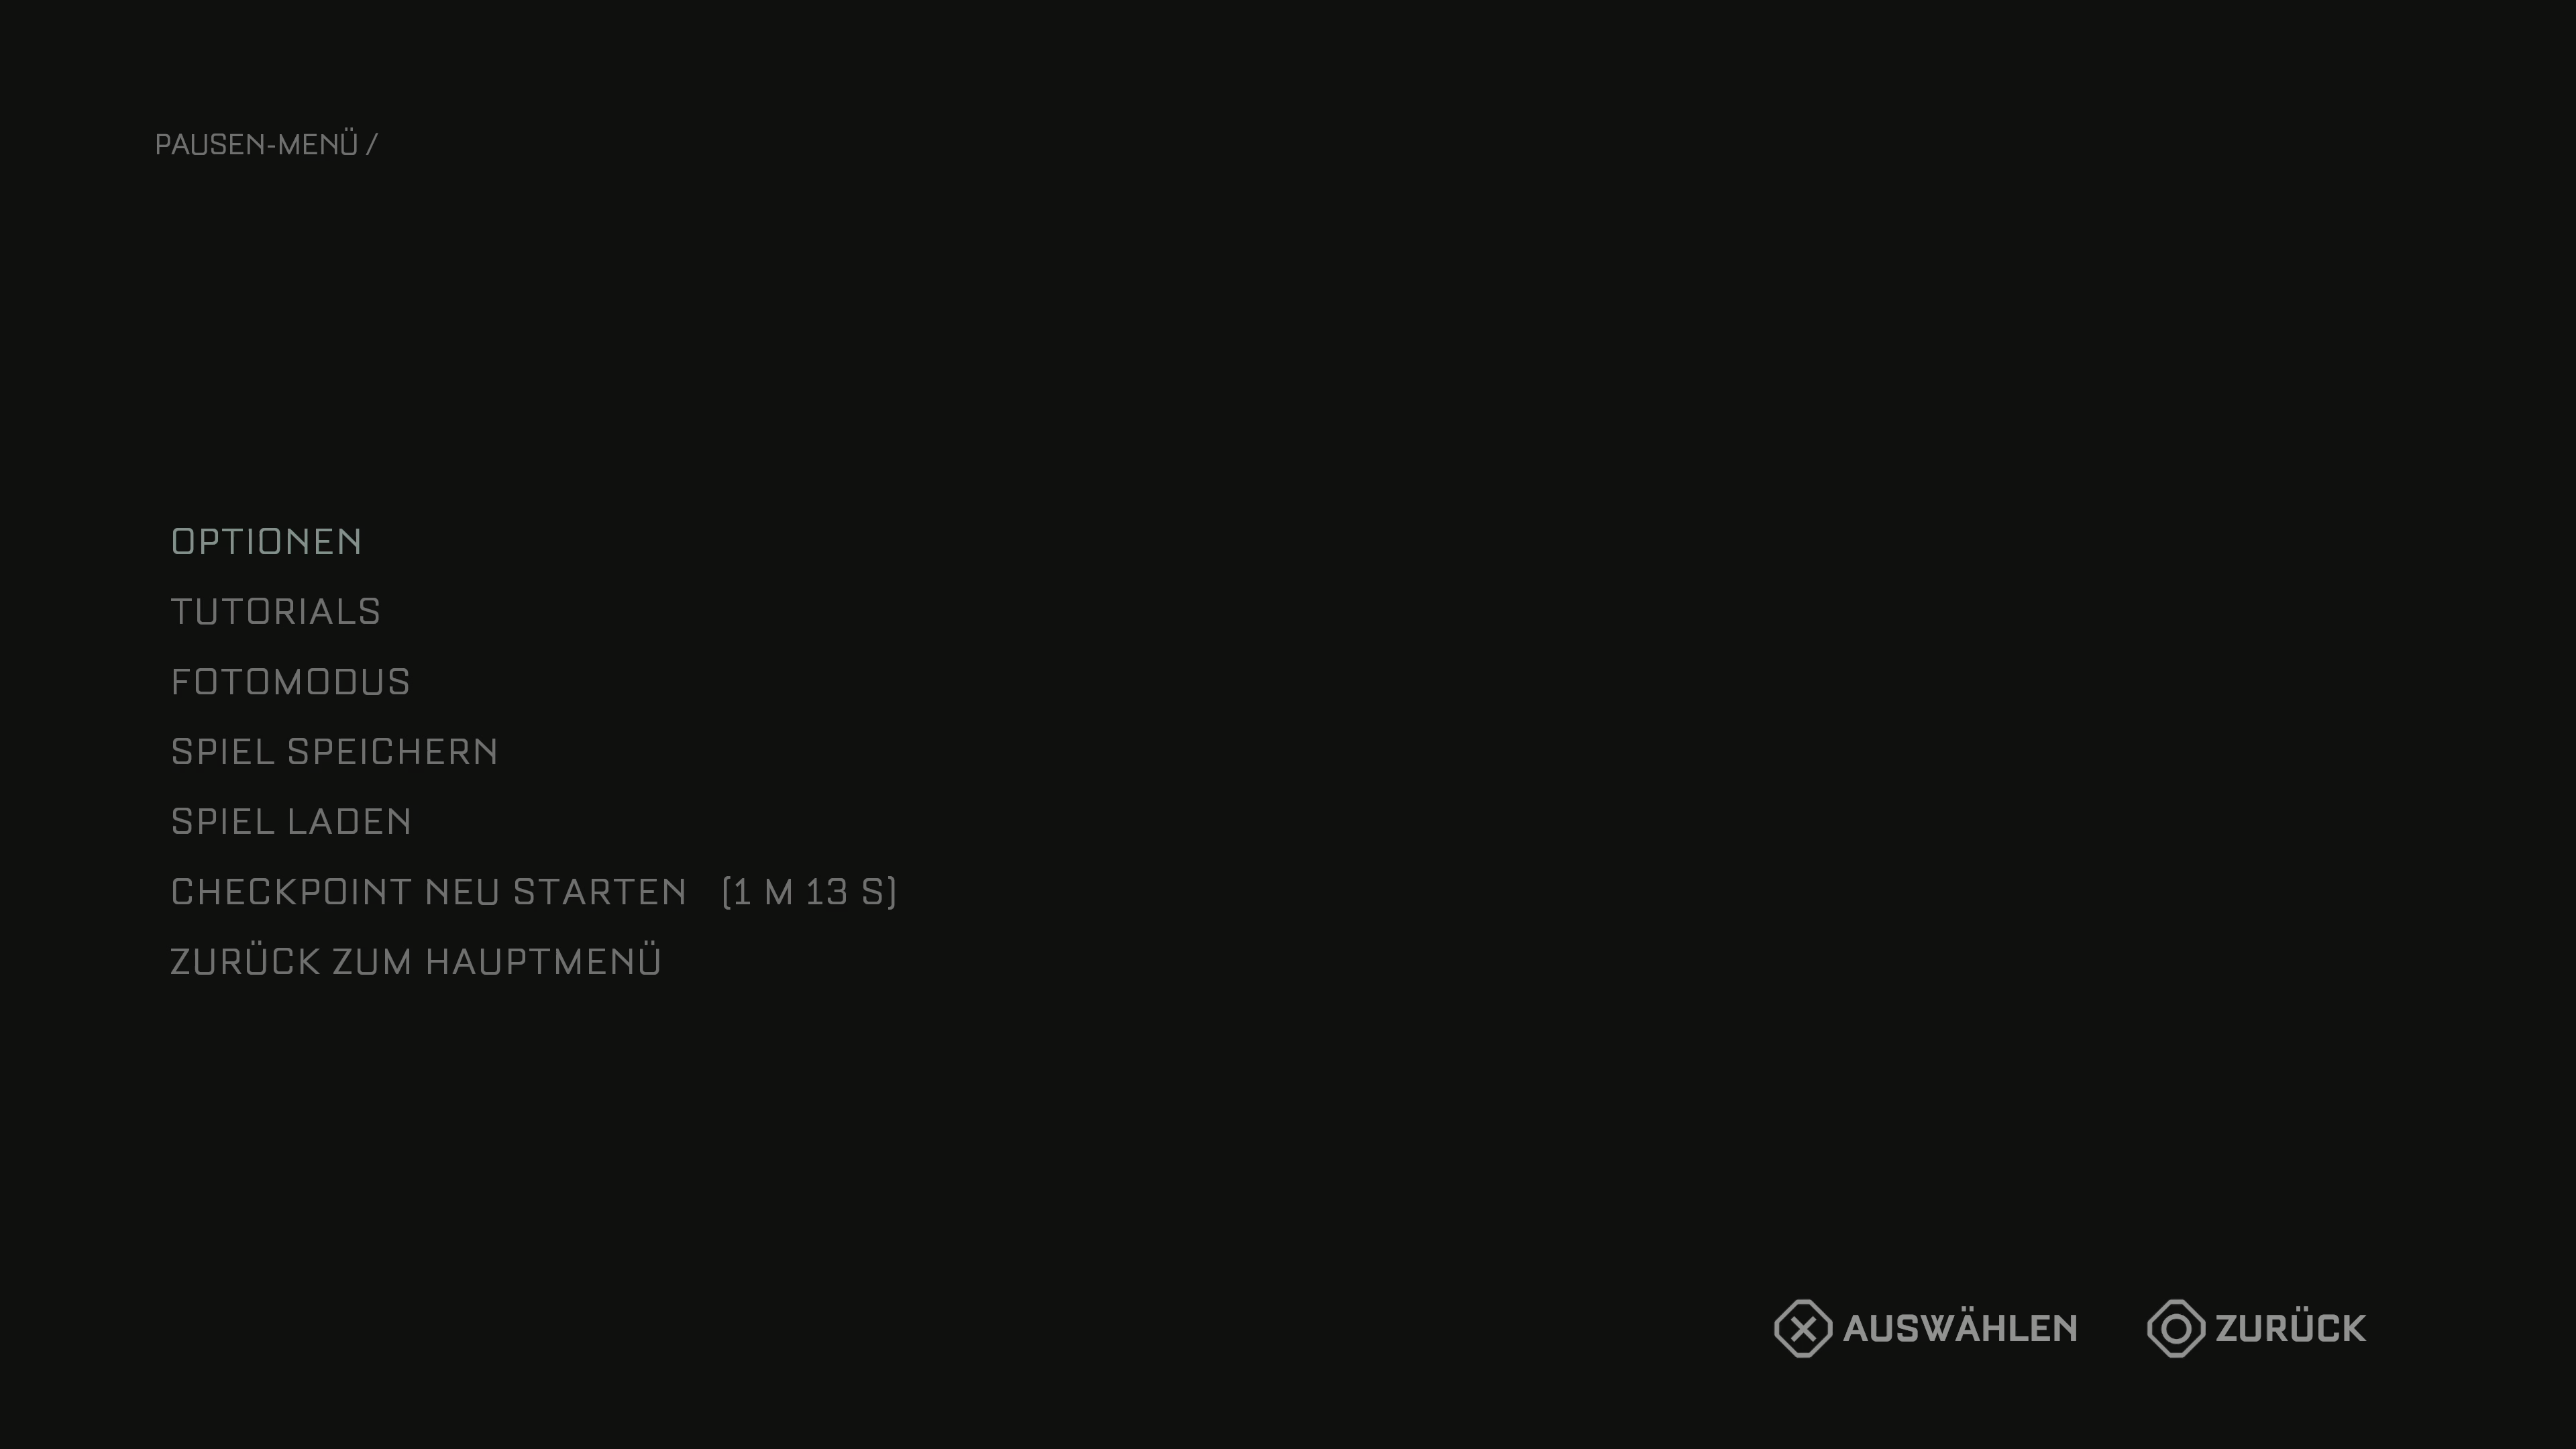 PAUSEN-MENÜ /
OPTIONEN
TUTORIALS
FOTOMODUS
SPIEL SPEICHERN
SPIEL LADEN
CHECKPOINT NEU STARTEN (1 M 13 S)
ZURÜCK ZUM HAUPTMENÜ
AUSWÄHLEN ZURÜCK